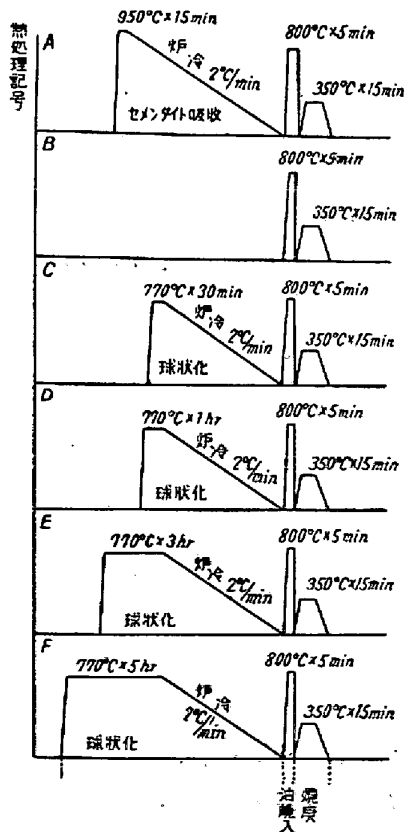 熱処理記号
A
950°C×15min
炉冷 2°C/min
セメンタイト吸収
800°C×5min
350°C×15min
B
800°C×5min
350°C×15min
C
770°C×30min
炉冷 2°C/min
球状化
800°C×5min
350°C×15min
D
770°C×1hr
炉冷 2°C/min
球状化
800°C×5min
350°C×15min
E
770°C×3hr
炉冷 2°C/min
球状化
800°C×5min
350°C×15min
F
770°C×5hr
炉冷 2°C/min
球状化
800°C×5min
350°C×15min
油焼入
焼戻